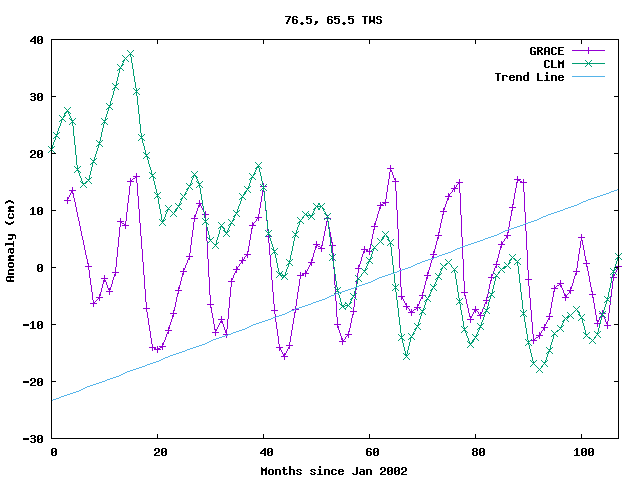 76.5, 65.5 TWS
GRACE
CLM
Trend Line
Anomaly (cm)
40
30
20
10
0
-10
-20
-30
0 20 40 60 80 100
Months since Jan 2002